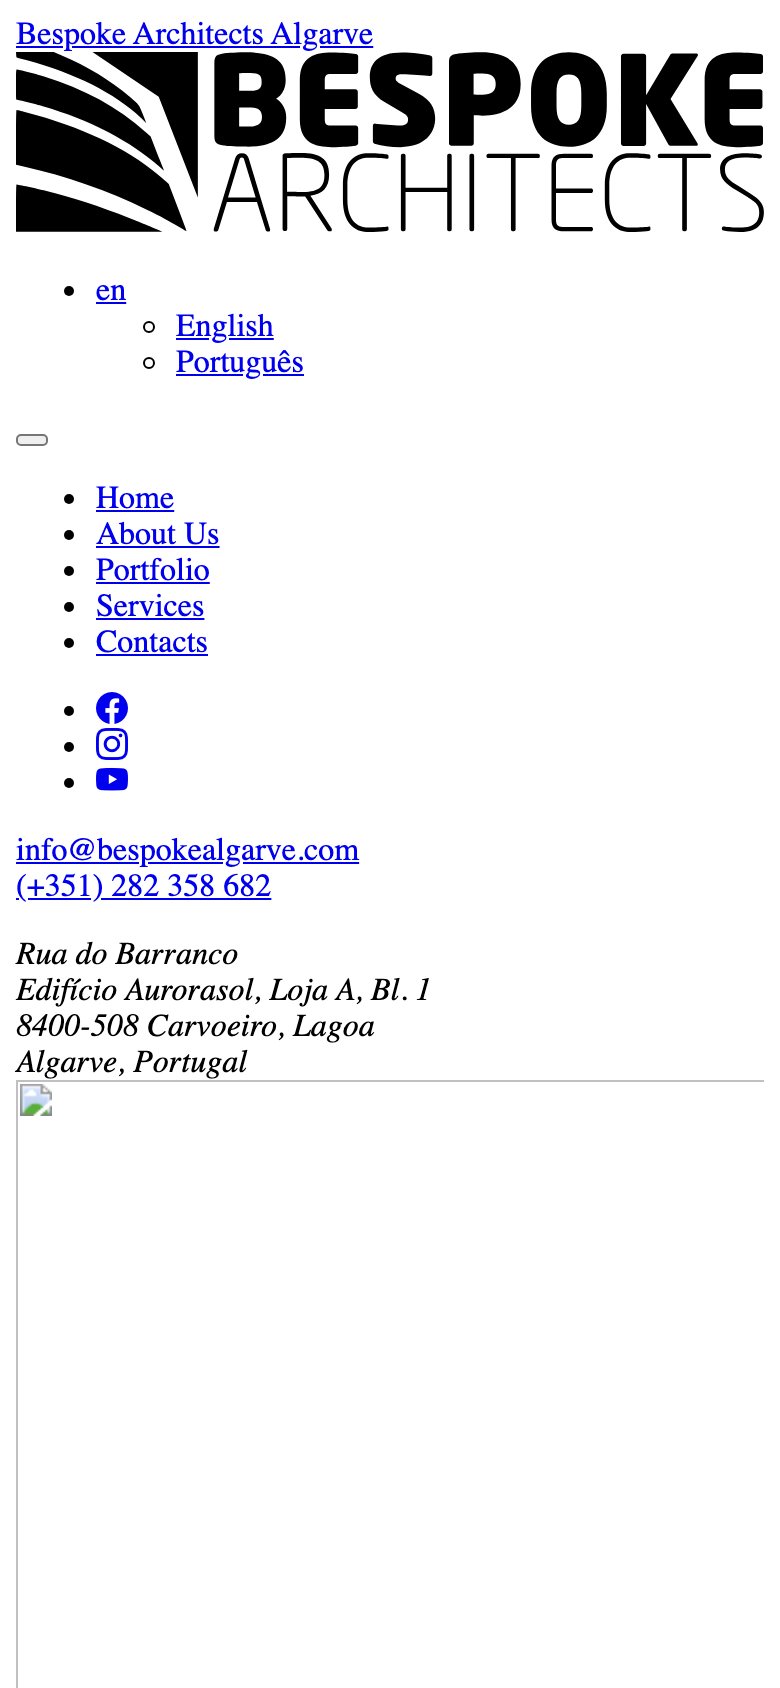 Bespoke Architects Algarve
BESPOKE
ARCHITECTS
en
English
Português
Home
About Us
Portfolio
Services
Contacts
info@bespokealgarve.com
(+351) 282 358 682
Rua do Barranco
Edifício Aurorasol, Loja A, Bl. 1
8400-508 Carvoeiro, Lagoa
Algarve, Portugal